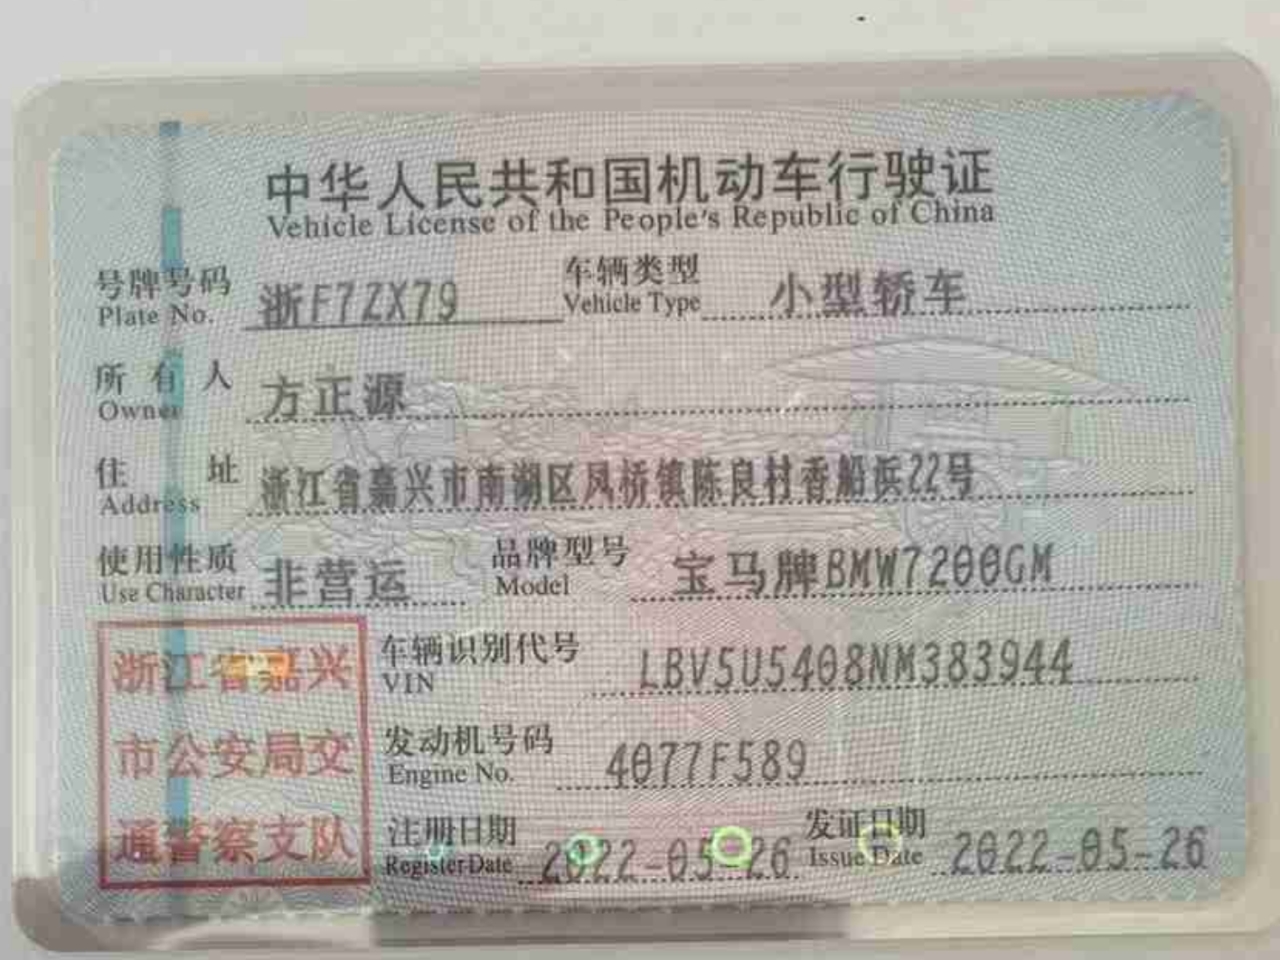 中华人民共和国机动车行驶证
Vehicle License of the People's Republic of China
号牌号码 浙F7ZX79 车辆类型 小型轿车
Plate No. Vehicle Type
所有人 方正源
Owner
住址 浙江省嘉兴市南湖区凤桥镇陈良村香船浜22号
Address
使用性质 非营运 品牌型号 宝马牌BMW7200GM
Use Character Model
浙江省嘉兴
市公安局交
通警察支队
车辆识别代号 LBV5U5408NM383944
VIN
发动机号码 4077F589
Engine No.
注册日期 2022-05-26 发证日期 2022-05-26
Register Date Issue Date